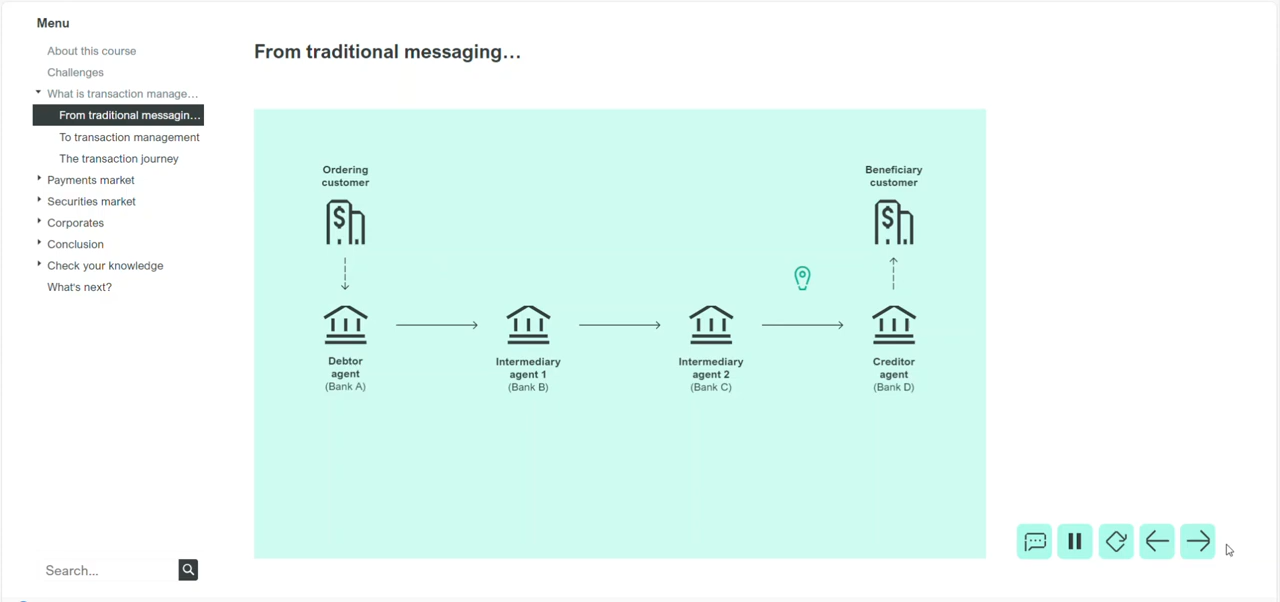 Menu
About this course
Challenges
What is transaction manage...
From traditional messagin...
To transaction management
The transaction journey
Payments market
Securities market
Corporates
Conclusion
Check your knowledge
What's next?
Search...
From traditional messaging...
Ordering
customer
Beneficiary
customer
Debtor
agent
(Bank A)
Intermediary
agent 1
(Bank B)
Intermediary
agent 2
(Bank C)
Creditor
agent
(Bank D)